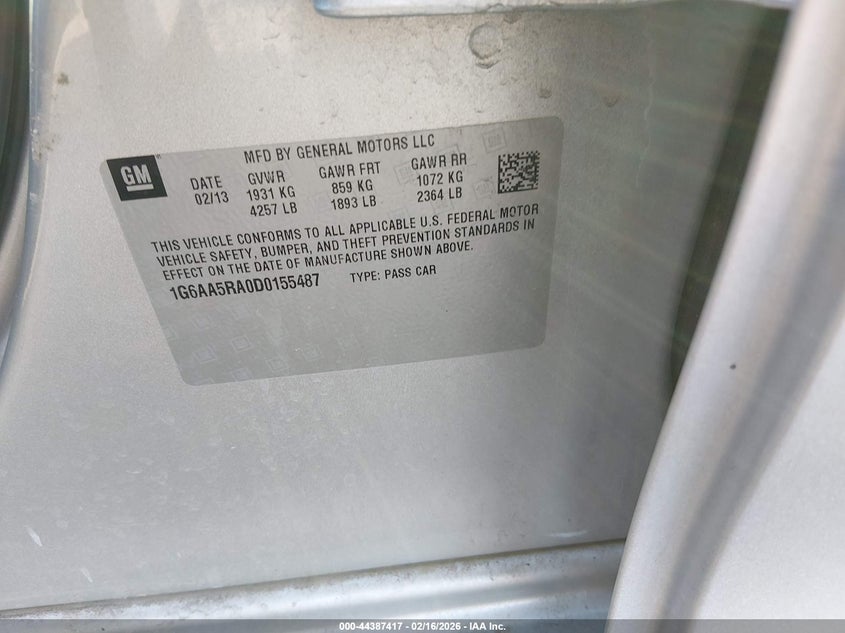 GM
MFD BY GENERAL MOTORS LLC
DATE GVWR GAWR FRT GAWR RR
02/13 1931 KG 859 KG 1072 KG
4257 LB 1893 LB 2364 LB
THIS VEHICLE CONFORMS TO ALL APPLICABLE U.S. FEDERAL MOTOR
VEHICLE SAFETY, BUMPER, AND THEFT PREVENTION STANDARDS IN
EFFECT ON THE DATE OF MANUFACTURE SHOWN ABOVE.
1G6AA5RA0D0155487 TYPE: PASS CAR
000-44387417 - 02/16/2026 - IAA Inc.